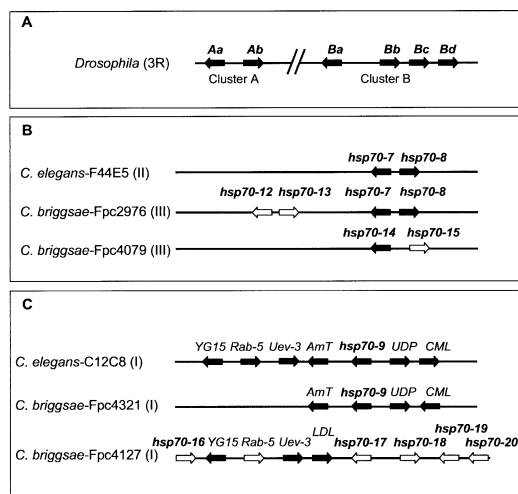 A
Aa Ab Ba Bb Bc Bd
Drosophila (3R)
Cluster A Cluster B
B
hsp70-7 hsp70-8
C. elegans-F44E5 (II)
hsp70-12 hsp70-13 hsp70-7 hsp70-8
C. briggsae-Fpc2976 (III)
hsp70-14 hsp70-15
C. briggsae-Fpc4079 (III)
C
YG15 Rab-5 Uev-3 AmT hsp70-9 UDP CML
C. elegans-C12C8 (I)
AmT hsp70-9 UDP CML
C. briggsae-Fpc4321 (I)
LDL hsp70-19
hsp70-16 YG15 Rab-5 Uev-3 hsp70-17 hsp70-18 hsp70-20
C. briggsae-Fpc4127 (I)